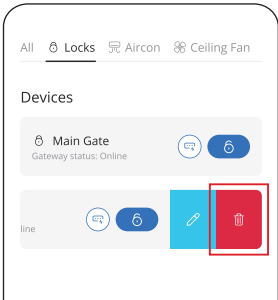 All Locks Aircon Ceiling Fan
Devices
Main Gate
Gateway status: Online
line